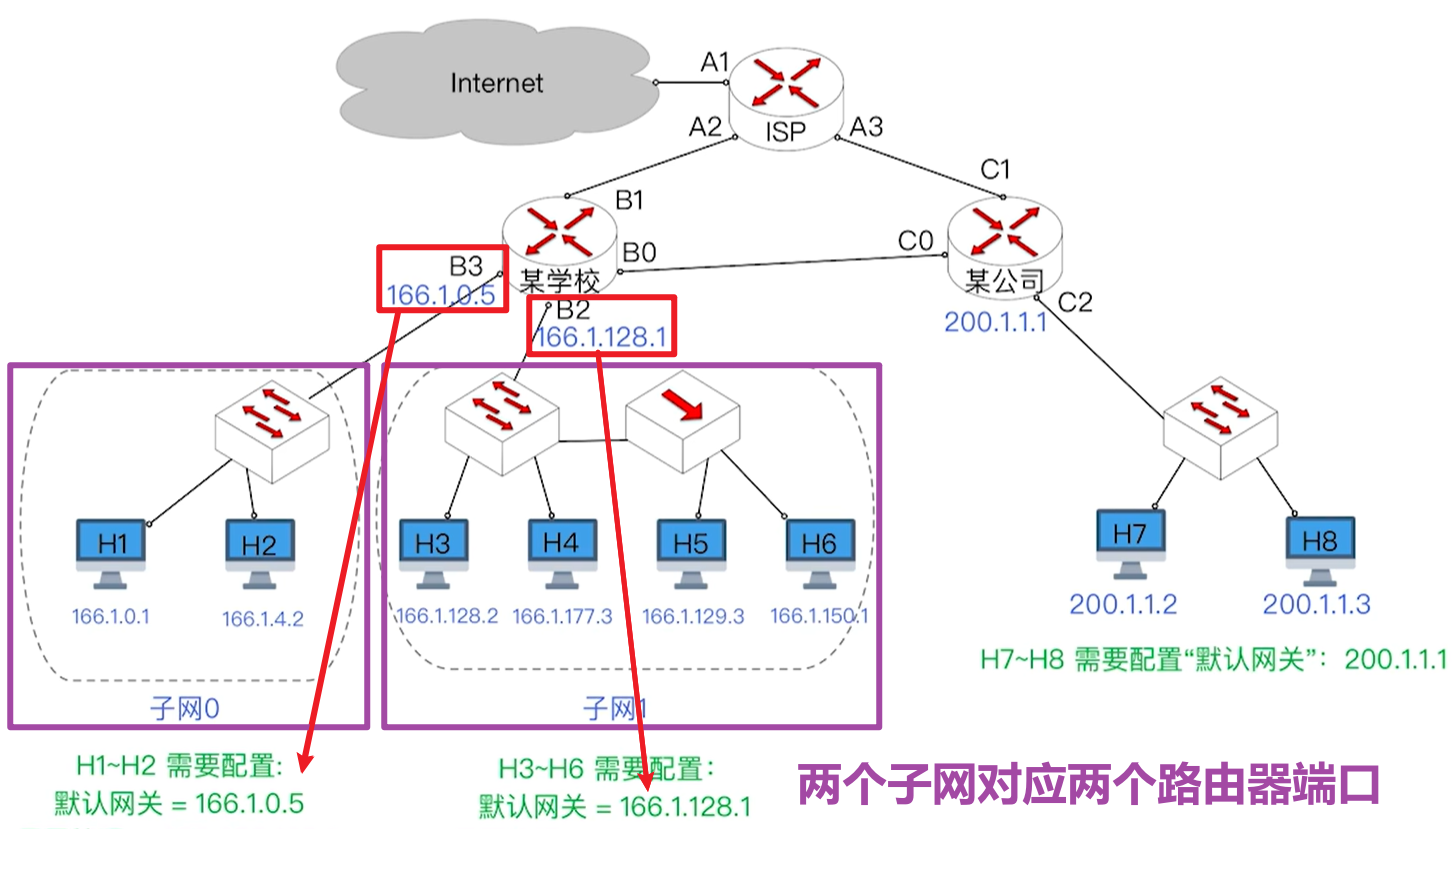 Internet
A1
ISP
A2
A3
B1
C1
B0
C0
B3
166.1.0.5
某学校
某公司
B2
166.1.128.1
200.1.1.1
C2
H1
H2
H3
H4
H5
H6
H7
H8
166.1.0.1
166.1.4.2
166.1.128.2
166.1.177.3
166.1.129.3
166.1.150.1
200.1.1.2
200.1.1.3
H7~H8 需要配置“默认网关”：200.1.1.1
子网0
子网1
H1~H2 需要配置:
默认网关 = 166.1.0.5
H3~H6 需要配置：
默认网关 = 166.1.128.1
两个子网对应两个路由器端口